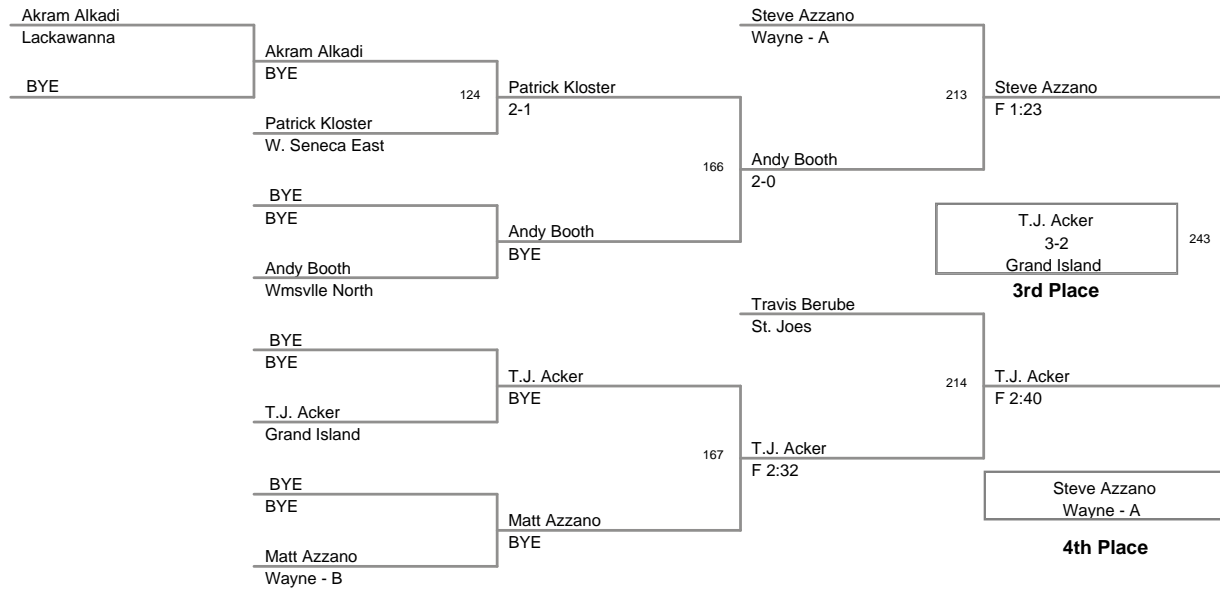 Akram Alkadi
Lackawanna
BYE
Akram Alkadi
BYE
124
Patrick Kloster
W. Seneca East
BYE
BYE
Andy Booth
Wmsvlle North
BYE
BYE
T.J. Acker
Grand Island
BYE
BYE
Matt Azzano
Wayne - B
Patrick Kloster
2-1
166
Andy Booth
BYE
T.J. Acker
BYE
167
Matt Azzano
BYE
Steve Azzano
Wayne - A
213
Andy Booth
2-0
Travis Berube
St. Joes
214
T.J. Acker
F 2:32
Steve Azzano
F 1:23
T.J. Acker
3-2
Grand Island
243
3rd Place
T.J. Acker
F 2:40
Steve Azzano
Wayne - A
4th Place